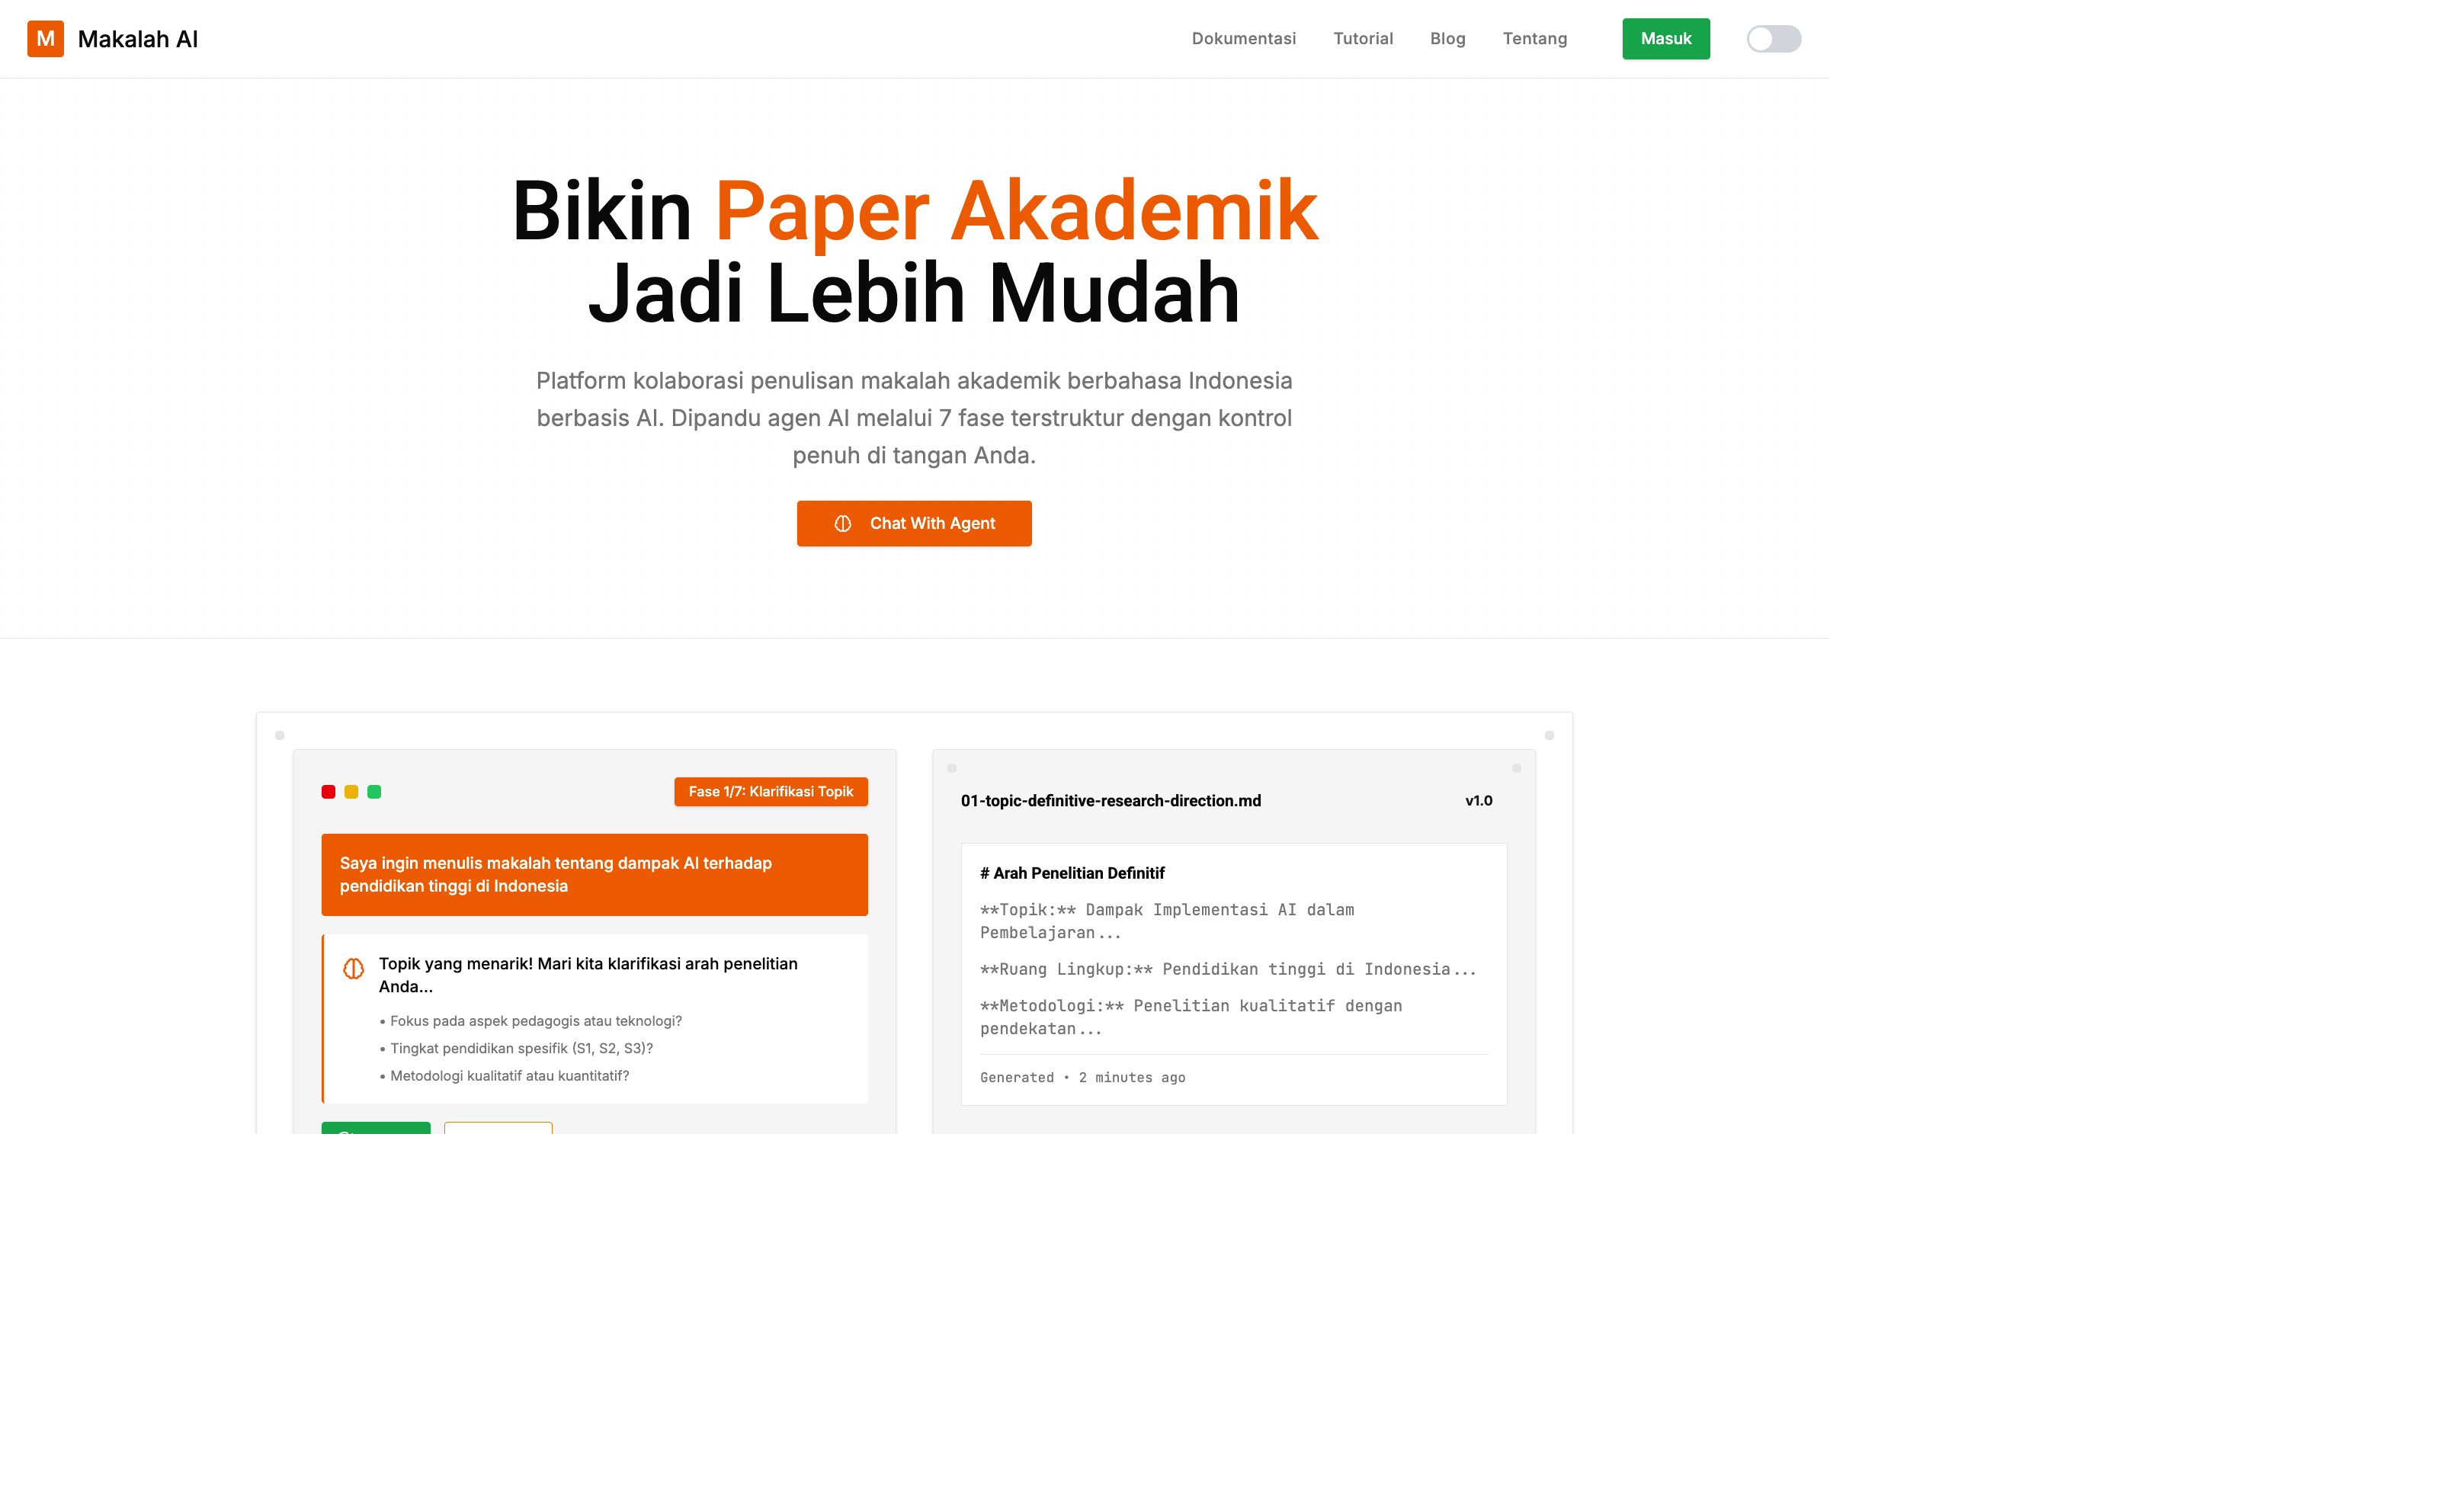 M Makalah AI
Dokumentasi Tutorial Blog Tentang Masuk
Bikin Paper Akademik
Jadi Lebih Mudah
Platform kolaborasi penulisan makalah akademik berbahasa Indonesia
berbasis AI. Dipandu agen AI melalui 7 fase terstruktur dengan kontrol
penuh di tangan Anda.
Chat With Agent
Fase 1/7: Klarifikasi Topik
Saya ingin menulis makalah tentang dampak AI terhadap
pendidikan tinggi di Indonesia
Topik yang menarik! Mari kita klarifikasi arah penelitian
Anda...
• Fokus pada aspek pedagogis atau teknologi?
• Tingkat pendidikan spesifik (S1, S2, S3)?
• Metodologi kualitatif atau kuantitatif?
01-topic-definitive-research-direction.md v1.0
# Arah Penelitian Definitif
**Topik:** Dampak Implementasi AI dalam
Pembelajaran...
**Ruang Lingkup:** Pendidikan tinggi di Indonesia...
**Metodologi:** Penelitian kualitatif dengan
pendekatan...
Generated • 2 minutes ago